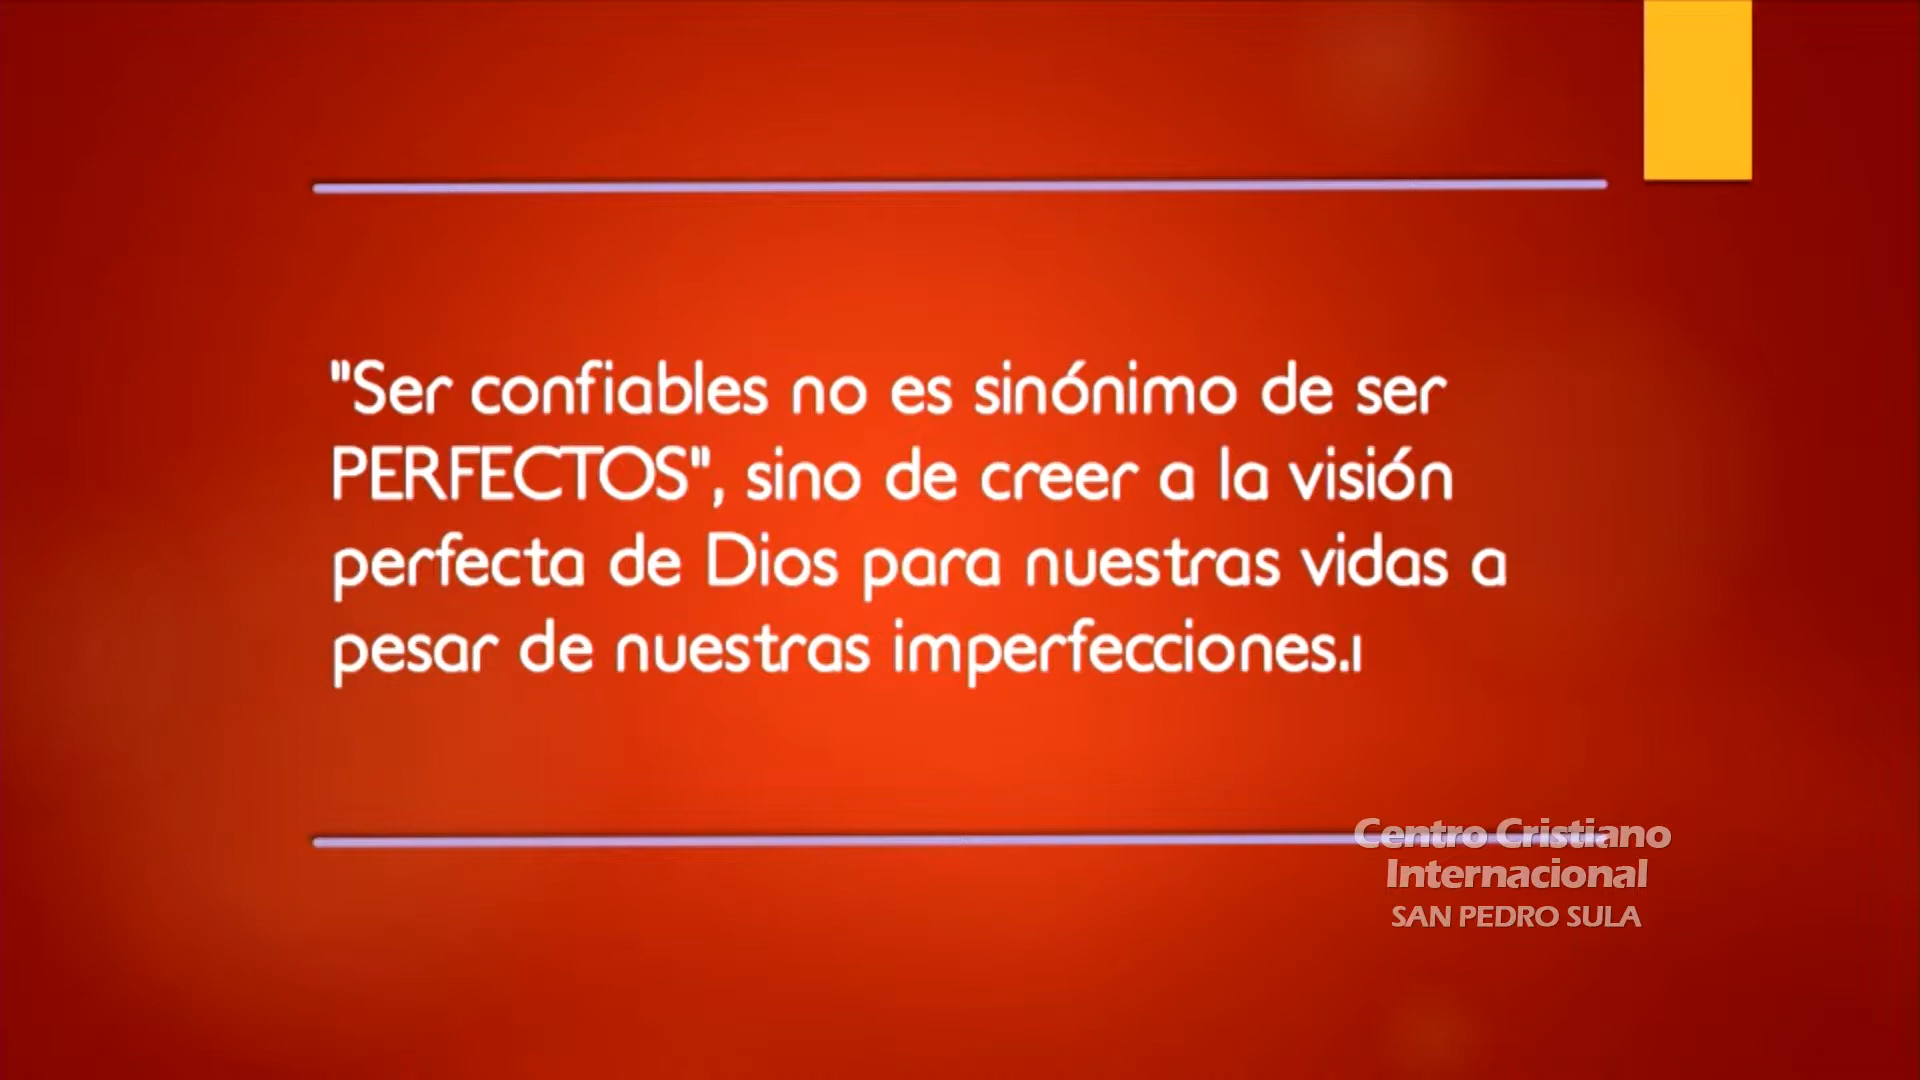 "Ser confiables no es sinónimo de ser
PERFECTOS", sino de creer a la visión
perfecta de Dios para nuestras vidas a
pesar de nuestras imperfecciones.ı
Centro Cristiano
Internacional
SAN PEDRO SULA